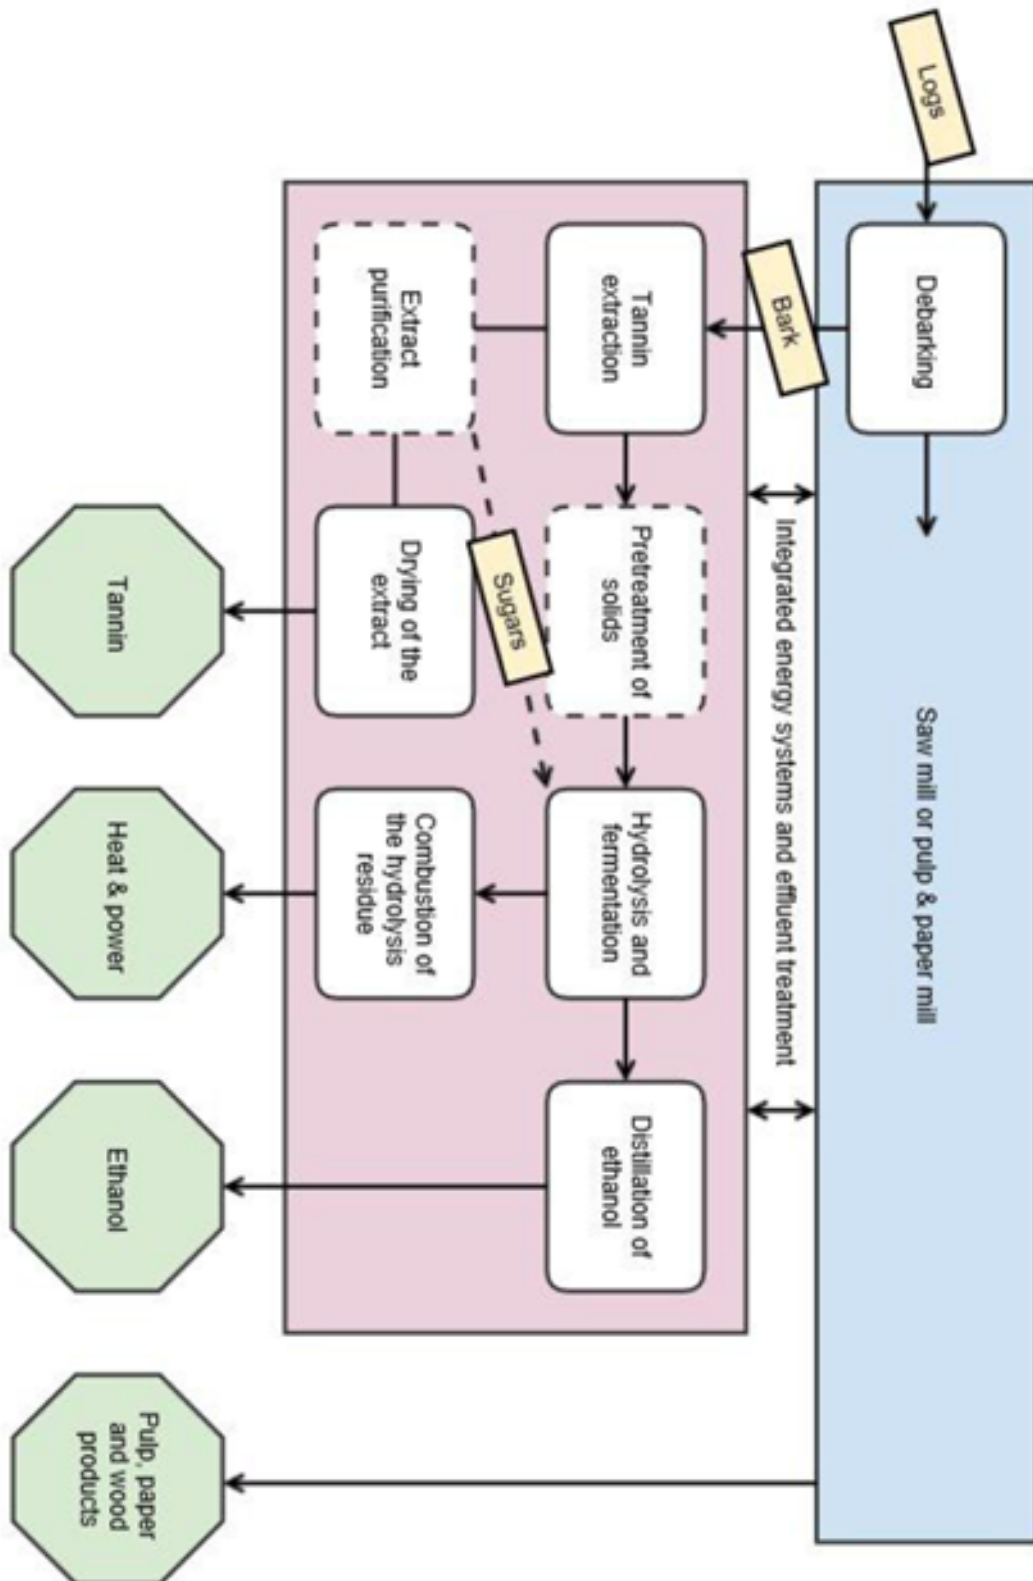 Logs
Debarking
Saw mill or pulp & paper mill
Bark
Integrated energy systems and effluent treatment
Tannin
extraction
Pretreatment of
solids
Hydrolysis and
fermentation
Distillation of
ethanol
Sugars
Extract
purification
Drying of the
extract
Combustion of
the hydrolysis
residue
Tannin
Heat & power
Ethanol
Pulp, paper
and wood
products